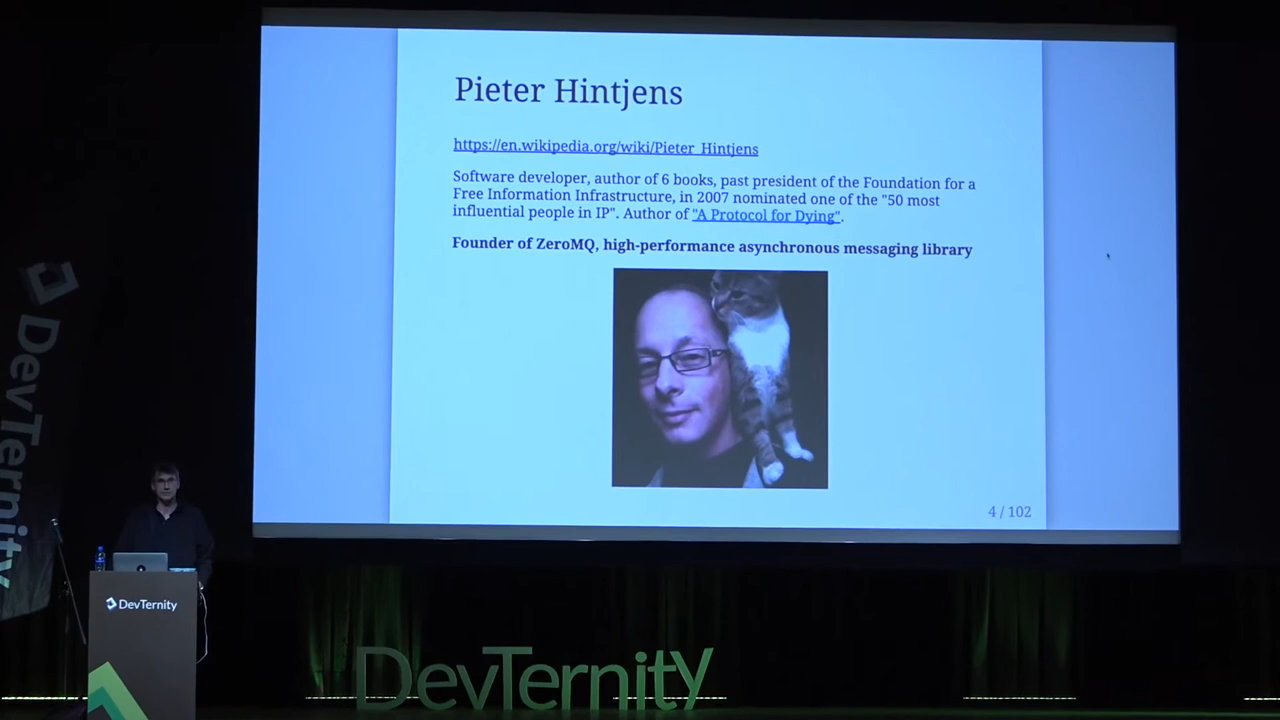 Pieter Hintjens
https://en.wikipedia.org/wiki/Pieter_Hintjens
Software developer, author of 6 books, past president of the Foundation for a
Free Information Infrastructure, in 2007 nominated one of the "50 most
influential people in IP". Author of "A Protocol for Dying".
Founder of ZeroMQ, high-performance asynchronous messaging library
4 / 102
DevTernity
DevTernity
DevTernity